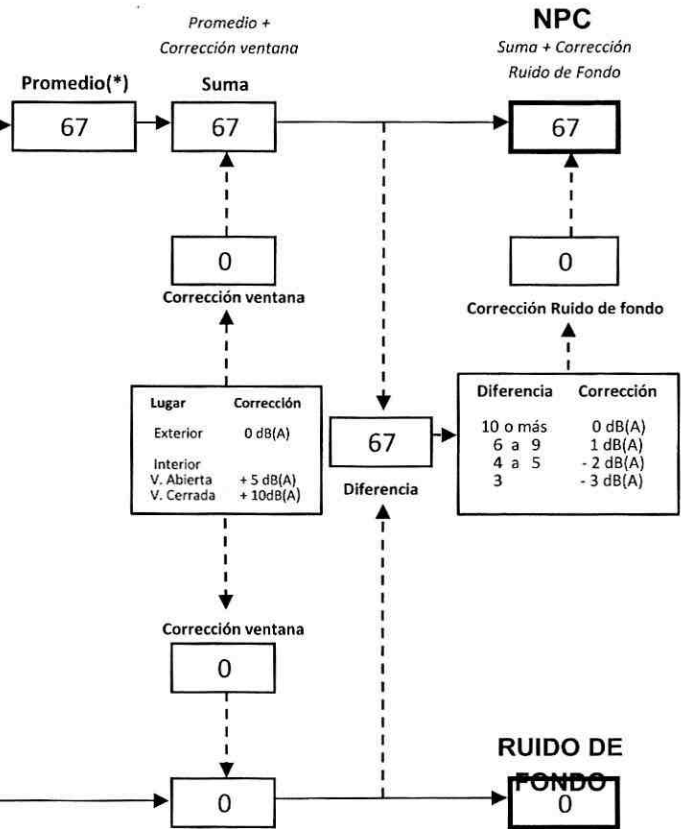 Promedio +
Corrección ventana
NPC
Suma + Corrección
Ruido de Fondo
Promedio(*)
Suma
67
67
67
0
0
Corrección ventana
Corrección Ruido de fondo
Lugar Corrección
Exterior 0 dB(A)
Interior
V. Abierta + 5 dB(A)
V. Cerrada + 10dB(A)
67
Diferencia
Diferencia Corrección
10 o más 0 dB(A)
6 a 9 1 dB(A)
4 a 5 - 2 dB(A)
3 - 3 dB(A)
Corrección ventana
0
RUIDO DE
FONDO
0
0